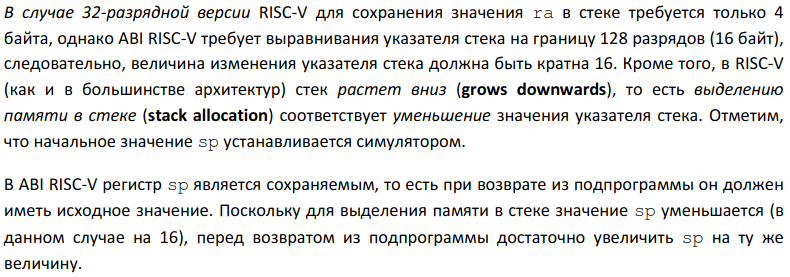 В случае 32-разрядной версии RISC-V для сохранения значения ra в стеке требуется только 4
байта, однако ABI RISC-V требует выравнивания указателя стека на границу 128 разрядов (16 байт),
следовательно, величина изменения указателя стека должна быть кратна 16. Кроме того, в RISC-V
(как и в большинстве архитектур) стек растет вниз (grows downwards), то есть выделению
памяти в стеке (stack allocation) соответствует уменьшение значения указателя стека. Отметим,
что начальное значение sp устанавливается симулятором.
В ABI RISC-V регистр sp является сохраняемым, то есть при возврате из подпрограммы он должен
иметь исходное значение. Поскольку для выделения памяти в стеке значение sp уменьшается (в
данном случае на 16), перед возвратом из подпрограммы достаточно увеличить sp на ту же
величину.